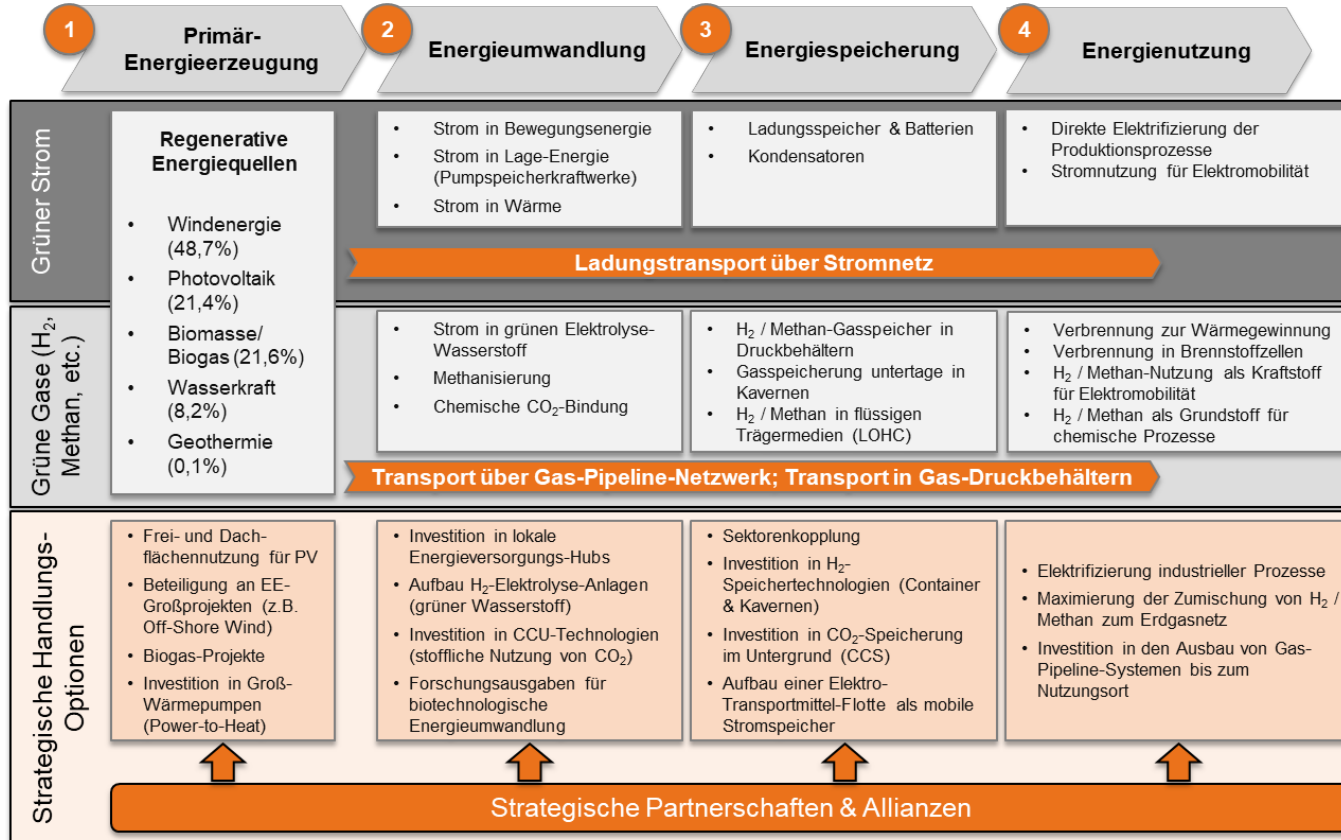 1
Primär-
Energieerzeugung
2
Energieumwandlung
3
Energiespeicherung
4
Energienutzung
Grüner Strom
Regenerative
Energiequellen
• Windenergie
(48,7%)
• Photovoltaik
(21,4%)
• Biomasse/
Biogas (21,6%)
• Wasserkraft
(8,2%)
• Geothermie
(0,1%)
• Strom in Bewegungsenergie
• Strom in Lage-Energie
(Pumpspeicherkraftwerke)
• Strom in Wärme
• Ladungsspeicher & Batterien
• Kondensatoren
• Direkte Elektrifizierung der
Produktionsprozesse
• Stromnutzung für Elektromobilität
Ladungstransport über Stromnetz
Grüne Gase (H₂,
Methan, etc.)
• Strom in grünen Elektrolyse-
Wasserstoff
• Methanisierung
• Chemische CO₂-Bindung
• H₂ / Methan-Gasspeicher in
Druckbehältern
• Gasspeicherung untertage in
Kavernen
• H₂ / Methan in flüssigen
Trägermedien (LOHC)
• Verbrennung zur Wärmegewinnung
• Verbrennung in Brennstoffzellen
• H₂ / Methan-Nutzung als Kraftstoff
für Elektromobilität
• H₂ / Methan als Grundstoff für
chemische Prozesse
Transport über Gas-Pipeline-Netzwerk; Transport in Gas-Druckbehältern
Strategische Handlungs-
Optionen
• Frei- und Dach-
flächennutzung für PV
• Beteiligung an EE-
Großprojekten (z.B.
Off-Shore Wind)
• Biogas-Projekte
• Investition in Groß-
Wärmepumpen
(Power-to-Heat)
• Investition in lokale
Energieversorgungs-Hubs
• Aufbau H₂-Elektrolyse-Anlagen
(grüner Wasserstoff)
• Investition in CCU-Technologien
(stoffliche Nutzung von CO₂)
• Forschungsausgaben für
biotechnologische
Energieumwandlung
• Sektorenkopplung
• Investition in H₂-
Speichertechnologien (Container
& Kavernen)
• Investition in CO₂-Speicherung
im Untergrund (CCS)
• Aufbau einer Elektro-
Transportmittel-Flotte als mobile
Stromspeicher
• Elektrifizierung industrieller Prozesse
• Maximierung der Zumischung von H₂ /
Methan zum Erdgasnetz
• Investition in den Ausbau von Gas-
Pipeline-Systemen bis zum
Nutzungsort
Strategische Partnerschaften & Allianzen